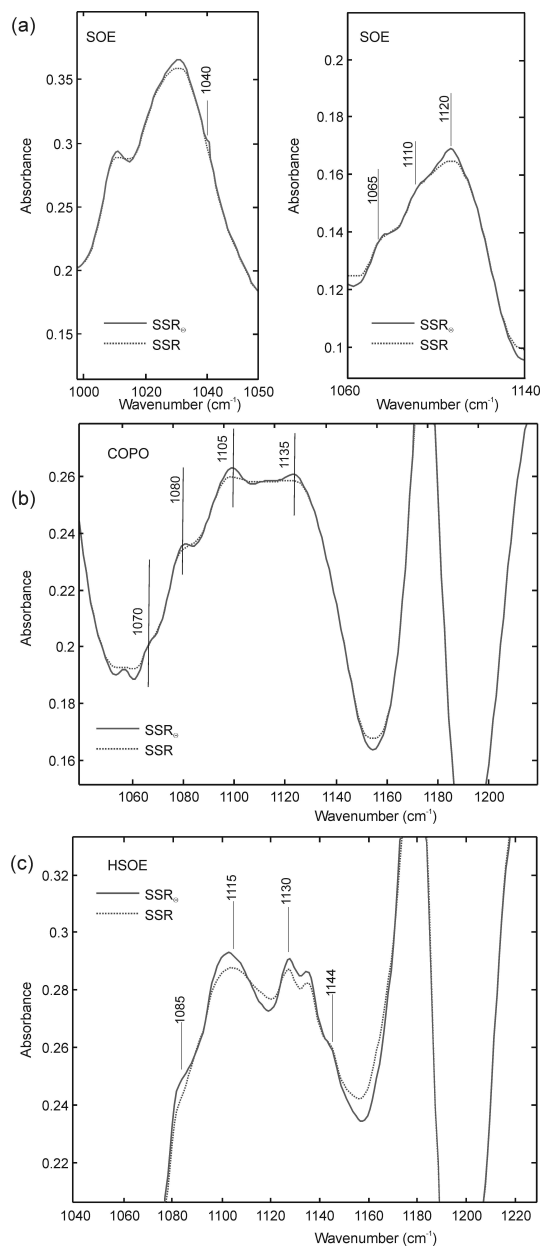 (a)
SOE
0.35
0.3
0.25
0.2
0.15
Absorbance
1040
SSR⊝
SSR
1000 1020 1040 1050
Wavenumber (cm-1)
SOE
0.2
0.18
0.16
0.14
0.12
0.1
Absorbance
1065
1110
1120
SSR⊝
SSR
1060 1140
Wavenumber (cm-1)
(b)
COPO
0.26
0.24
0.22
0.2
0.18
0.16
Absorbance
1070
1080
1105
1135
SSR⊝
SSR
1060 1080 1100 1120 1140 1160 1180 1200
Wavenumber (cm-1)
(c)
HSOE
SSR⊝
SSR
0.32
0.3
0.28
0.26
0.24
0.22
Absorbance
1085
1115
1130
1144
1040 1060 1080 1100 1120 1140 1160 1180 1200 1220
Wavenumber (cm-1)